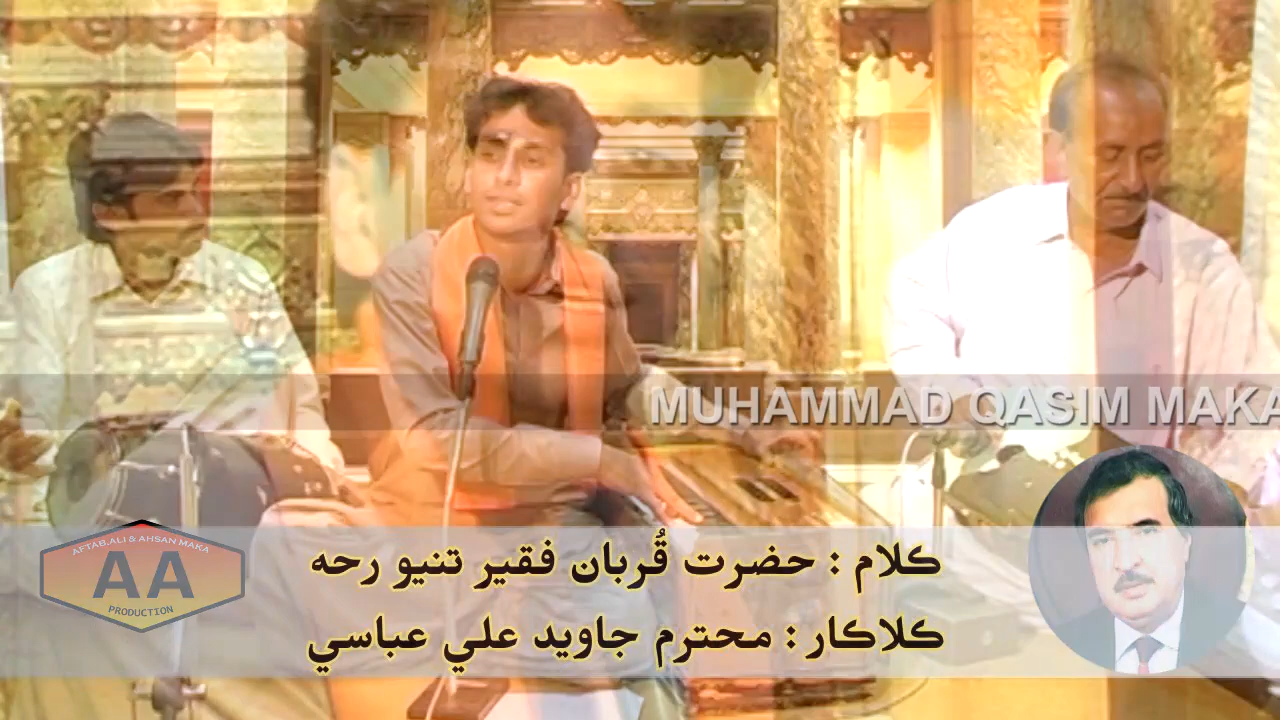 MUHAMMAD QASIM MAKA
ڪلام : حضرت قُربان فقير تنيو رحه
ڪلاڪار : محترم جاويد علي عباسي
AFTAB.ALI & AHSAN MAKA
AA
PRODUCTION